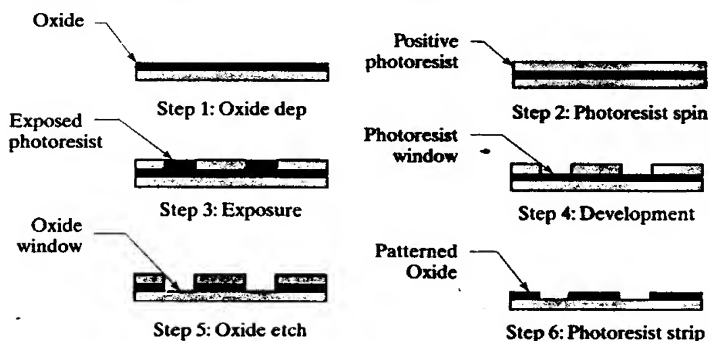 Oxide
Step 1: Oxide dep
Positive
photoresist
Step 2: Photoresist spin
Exposed
photoresist
Step 3: Exposure
Photoresist
window
Step 4: Development
Oxide
window
Step 5: Oxide etch
Patterned
Oxide
Step 6: Photoresist strip